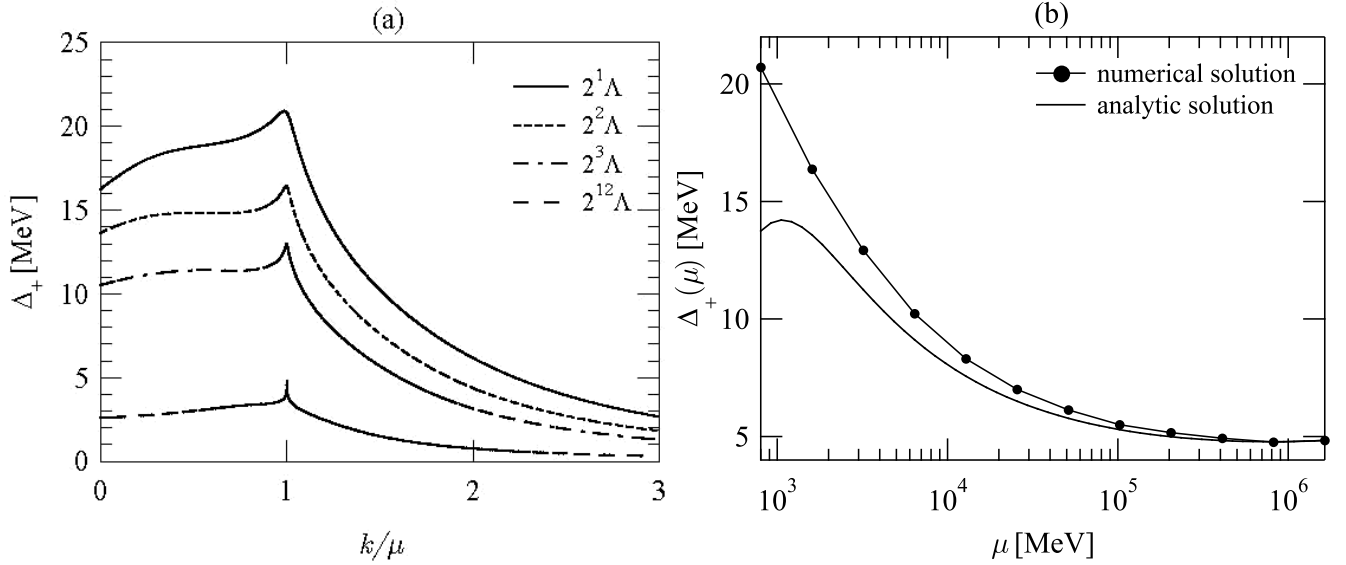 (a)
25
20
15
10
5
0
Δ₊ [MeV]
2¹Λ
2²Λ
2³Λ
2¹²Λ
0 1 2 3
k/μ
(b)
20
15
10
5
Δ₊ (μ) [MeV]
numerical solution
analytic solution
10³ 10⁴ 10⁵ 10⁶
μ [MeV]